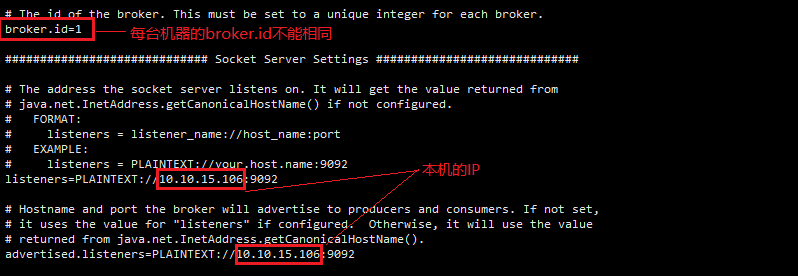 # The id of the broker. This must be set to a unique integer for each broker.
broker.id=1
每台机器的broker.id不能相同
############################# Socket Server Settings #############################
# The address the socket server listens on. It will get the value returned from
# java.net.InetAddress.getCanonicalHostName() if not configured.
#   FORMAT:
#     listeners = listener_name://host_name:port
#   EXAMPLE:
#     listeners = PLAINTEXT://your.host.name:9092
listeners=PLAINTEXT://10.10.15.106:9092
本机的IP
# Hostname and port the broker will advertise to producers and consumers. If not set,
# it uses the value for "listeners" if configured.  Otherwise, it will use the value
# returned from java.net.InetAddress.getCanonicalHostName().
advertised.listeners=PLAINTEXT://10.10.15.106:9092